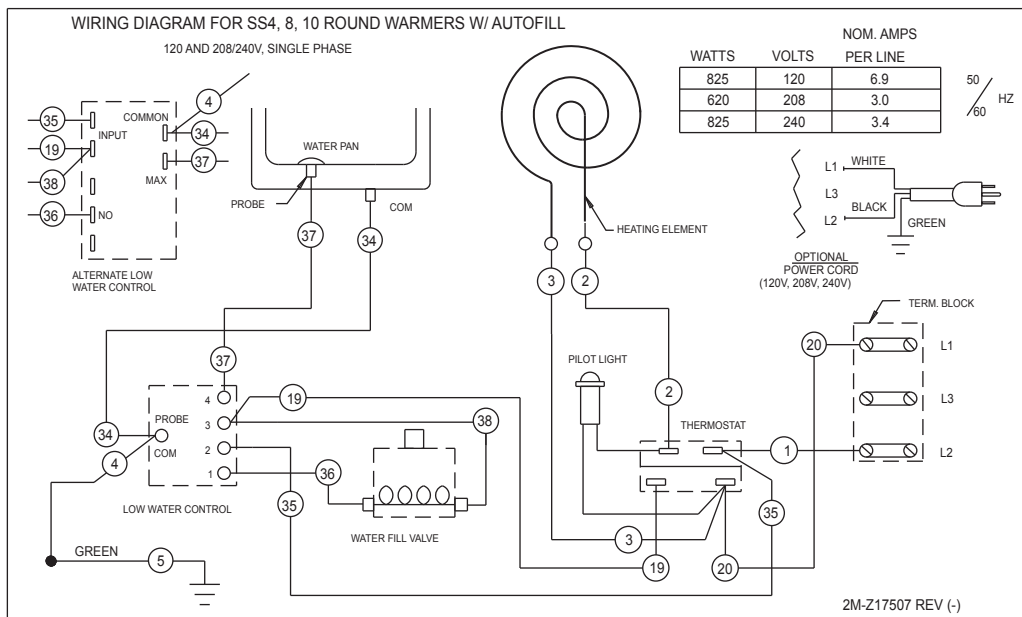 WIRING DIAGRAM FOR SS4, 8, 10 ROUND WARMERS W/ AUTOFILL
120 AND 208/240V, SINGLE PHASE
NOM. AMPS
WATTS VOLTS PER LINE
825 120 6.9
620 208 3.0
825 240 3.4
50/60 HZ
4
COMMON
35
INPUT
34
19
37
MAX
38
36
NO
ALTERNATE LOW
WATER CONTROL
WATER PAN
PROBE
COM
37
34
HEATING ELEMENT
3
2
L1 WHITE
L3
L2 BLACK
GREEN
OPTIONAL
POWER CORD
(120V, 208V, 240V)
TERM. BLOCK
20
L1
L3
L2
PILOT LIGHT
2
THERMOSTAT
1
37
4
PROBE
3
34
COM
2
4
1
19
38
36
35
LOW WATER CONTROL
WATER FILL VALVE
35
3
19
20
GREEN
5
2M-Z17507 REV (-)